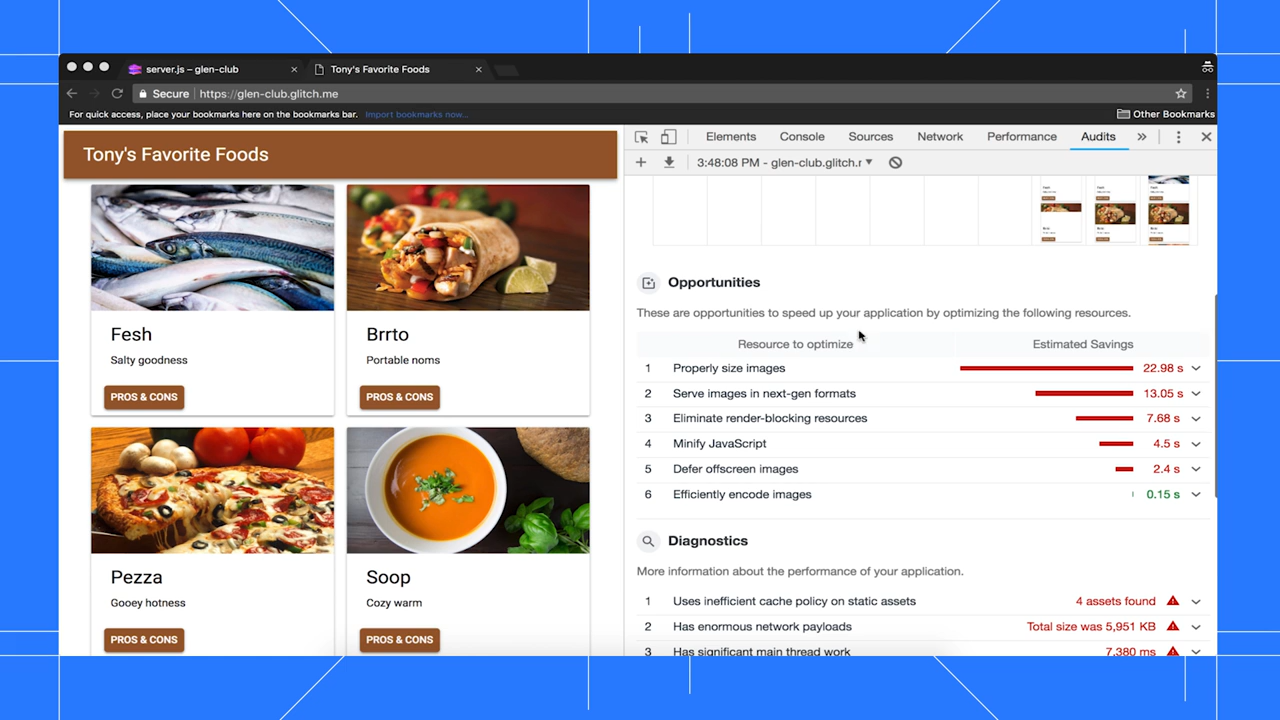 server.js – glen-club
Tony's Favorite Foods
Secure https://glen-club.glitch.me
For quick access, place your bookmarks here on the bookmarks bar. Import bookmarks now...
Other Bookmarks
Tony's Favorite Foods
Fesh
Salty goodness
PROS & CONS
Brrto
Portable noms
PROS & CONS
Pezza
Gooey hotness
PROS & CONS
Soop
Cozy warm
PROS & CONS
Elements Console Sources Network Performance Audits
3:48:08 PM - glen-club.glitch.r
Opportunities
These are opportunities to speed up your application by optimizing the following resources.
Resource to optimize Estimated Savings
1 Properly size images 22.98 s
2 Serve images in next-gen formats 13.05 s
3 Eliminate render-blocking resources 7.68 s
4 Minify JavaScript 4.5 s
5 Defer offscreen images 2.4 s
6 Efficiently encode images 0.15 s
Diagnostics
More information about the performance of your application.
1 Uses inefficient cache policy on static assets 4 assets found
2 Has enormous network payloads Total size was 5,951 KB
3 Has significant main thread work 7,380 ms